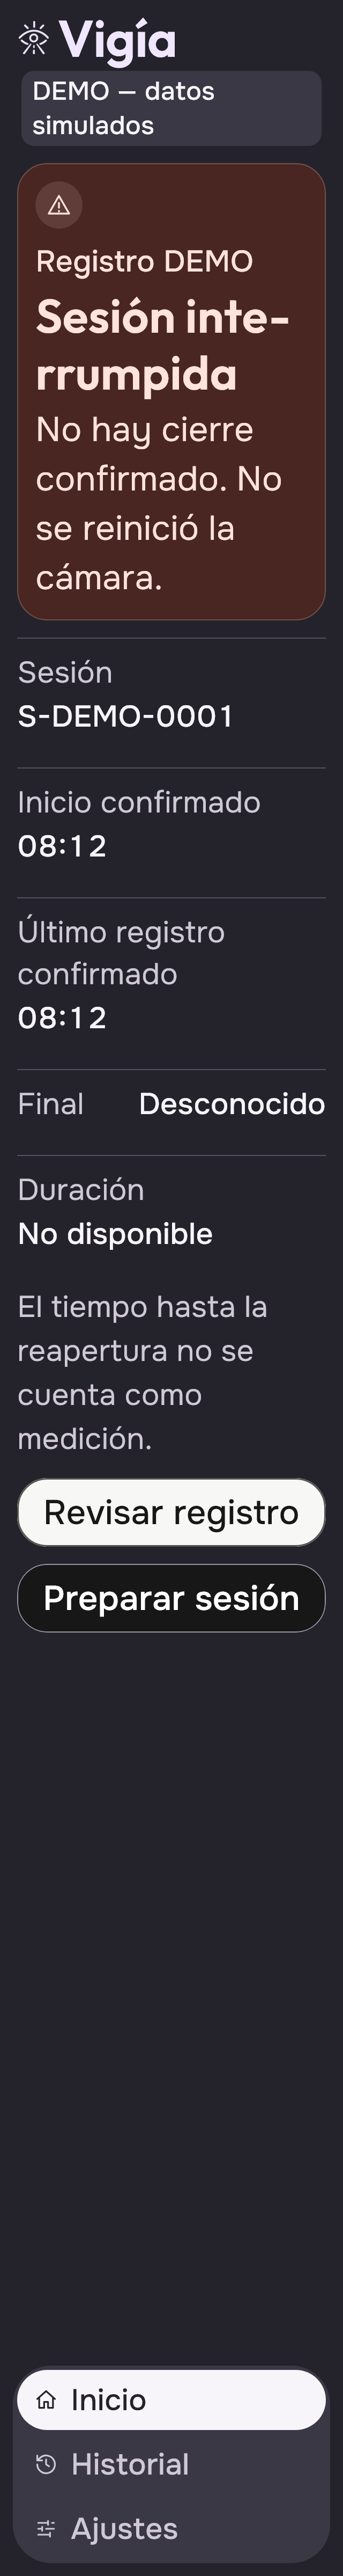 Vigía
DEMO — datos
simulados
Registro DEMO
Sesión inte-
rrumpida
No hay cierre
confirmado. No
se reinició la
cámara.
Sesión
S-DEMO-0001
Inicio confirmado
08:12
Último registro
confirmado
08:12
Final Desconocido
Duración
No disponible
El tiempo hasta la
reapertura no se
cuenta como
medición.
Revisar registro
Preparar sesión
Inicio
Historial
Ajustes